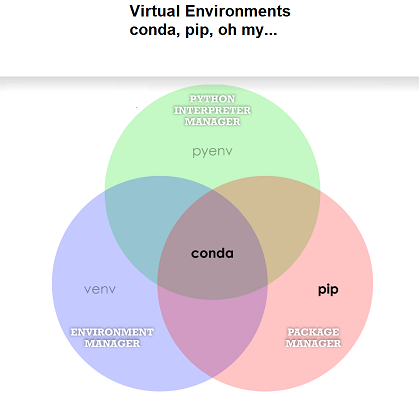 Virtual Environments
conda, pip, oh my...
PYTHON
INTERPRETER
MANAGER
pyenv
conda
venv
pip
ENVIRONMENT
MANAGER
PACKAGE
MANAGER